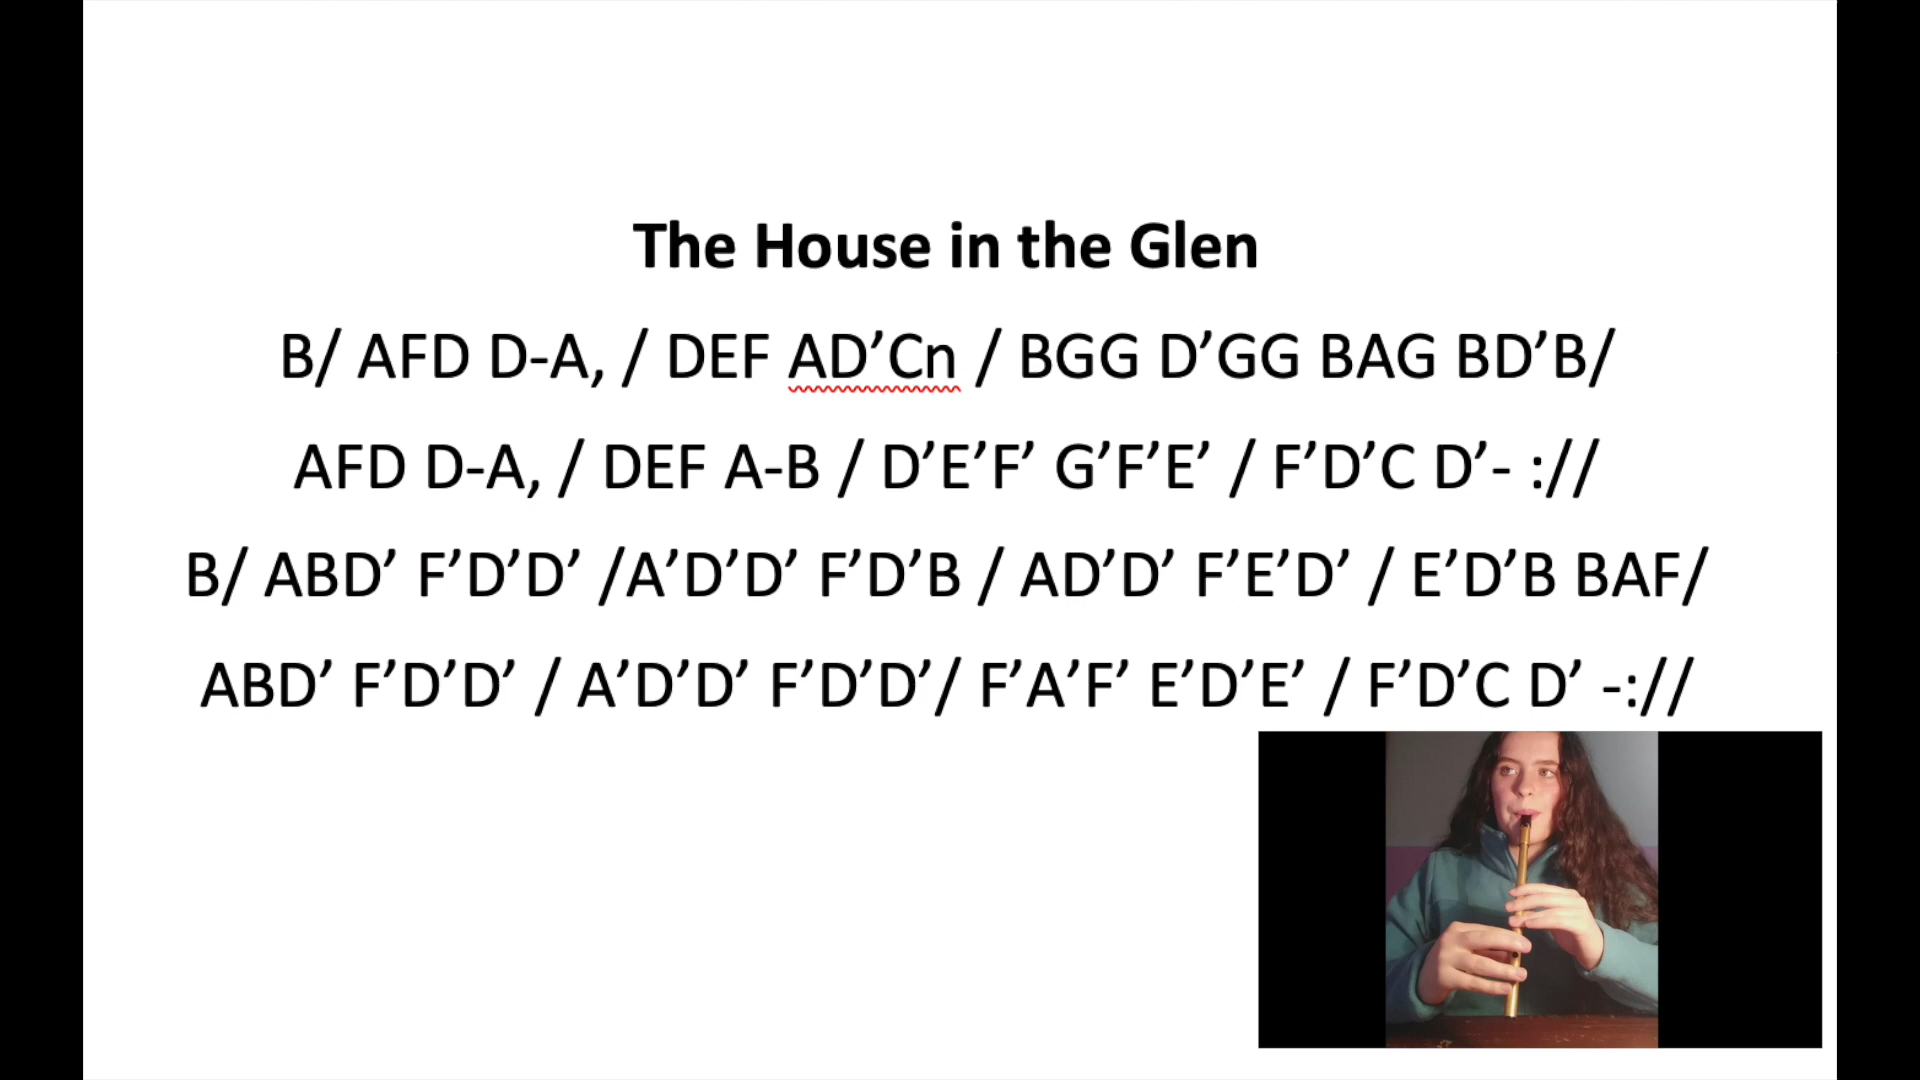 The House in the Glen
B/ AFD D-A, / DEF AD’Cn / BGG D’GG BAG BD’B/
AFD D-A, / DEF A-B / D’E’F’ G’F’E’ / F’D’C D’- ://
B/ ABD’ F’D’D’ /A’D’D’ F’D’B / AD’D’ F’E’D’ / E’D’B BAF/
ABD’ F’D’D’ / A’D’D’ F’D’D’/ F’A’F’ E’D’E’ / F’D’C D’ -://